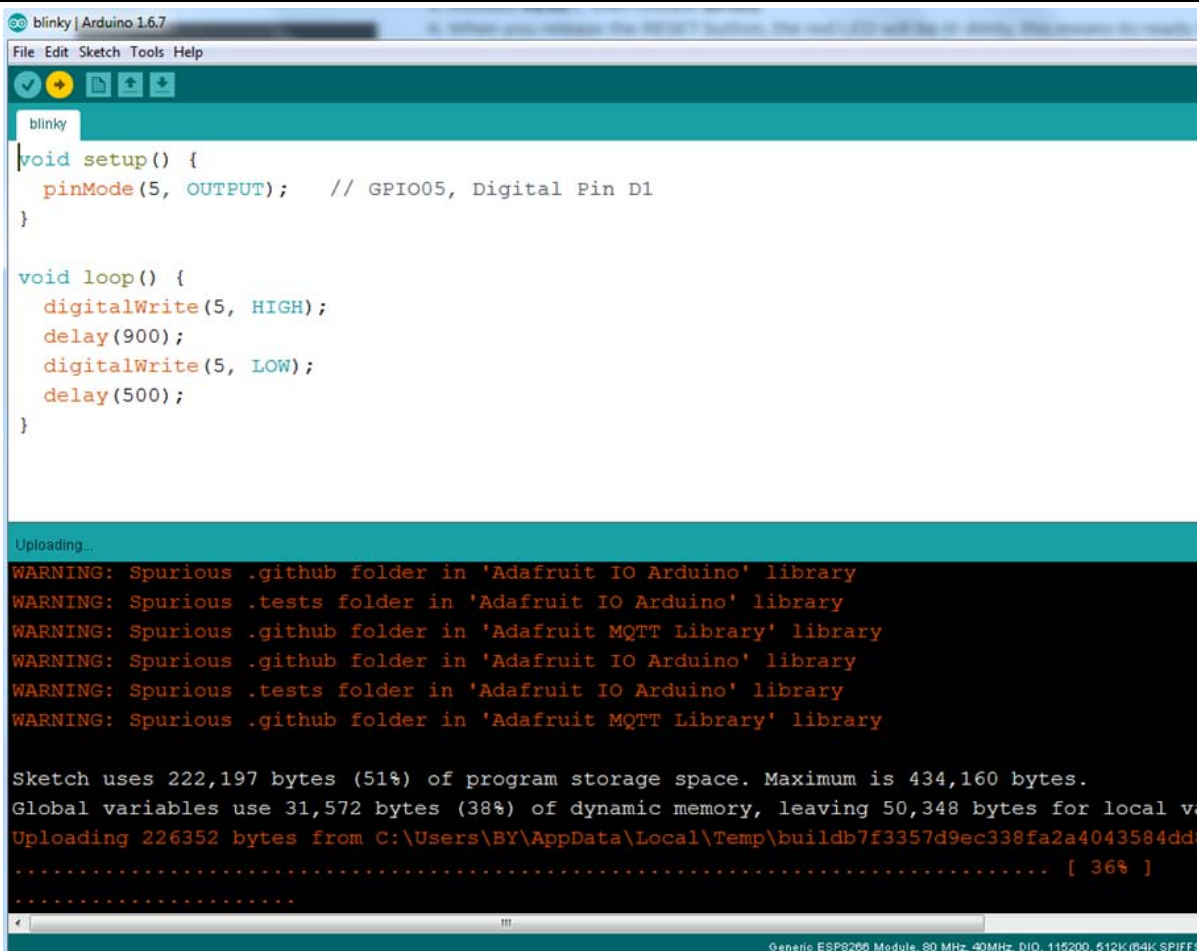 blinky | Arduino 1.6.7
File Edit Sketch Tools Help
blinky
void setup() {
  pinMode(5, OUTPUT);   // GPIO05, Digital Pin D1
}
void loop() {
  digitalWrite(5, HIGH);
  delay(900);
  digitalWrite(5, LOW);
  delay(500);
}
Uploading...
WARNING: Spurious .github folder in 'Adafruit IO Arduino' library
WARNING: Spurious .tests folder in 'Adafruit IO Arduino' library
WARNING: Spurious .github folder in 'Adafruit MQTT Library' library
WARNING: Spurious .github folder in 'Adafruit IO Arduino' library
WARNING: Spurious .tests folder in 'Adafruit IO Arduino' library
WARNING: Spurious .github folder in 'Adafruit MQTT Library' library
Sketch uses 222,197 bytes (51%) of program storage space. Maximum is 434,160 bytes.
Global variables use 31,572 bytes (38%) of dynamic memory, leaving 50,348 bytes for local va
Uploading 226352 bytes from C:\Users\BY\AppData\Local\Temp\buildb7f3357d9ec338fa2a4043584dd
................................................................................ [ 36% ]
......................
Generic ESP8266 Module, 80 MHz, 40MHz, DIO, 115200, 512K (64K SPIFF